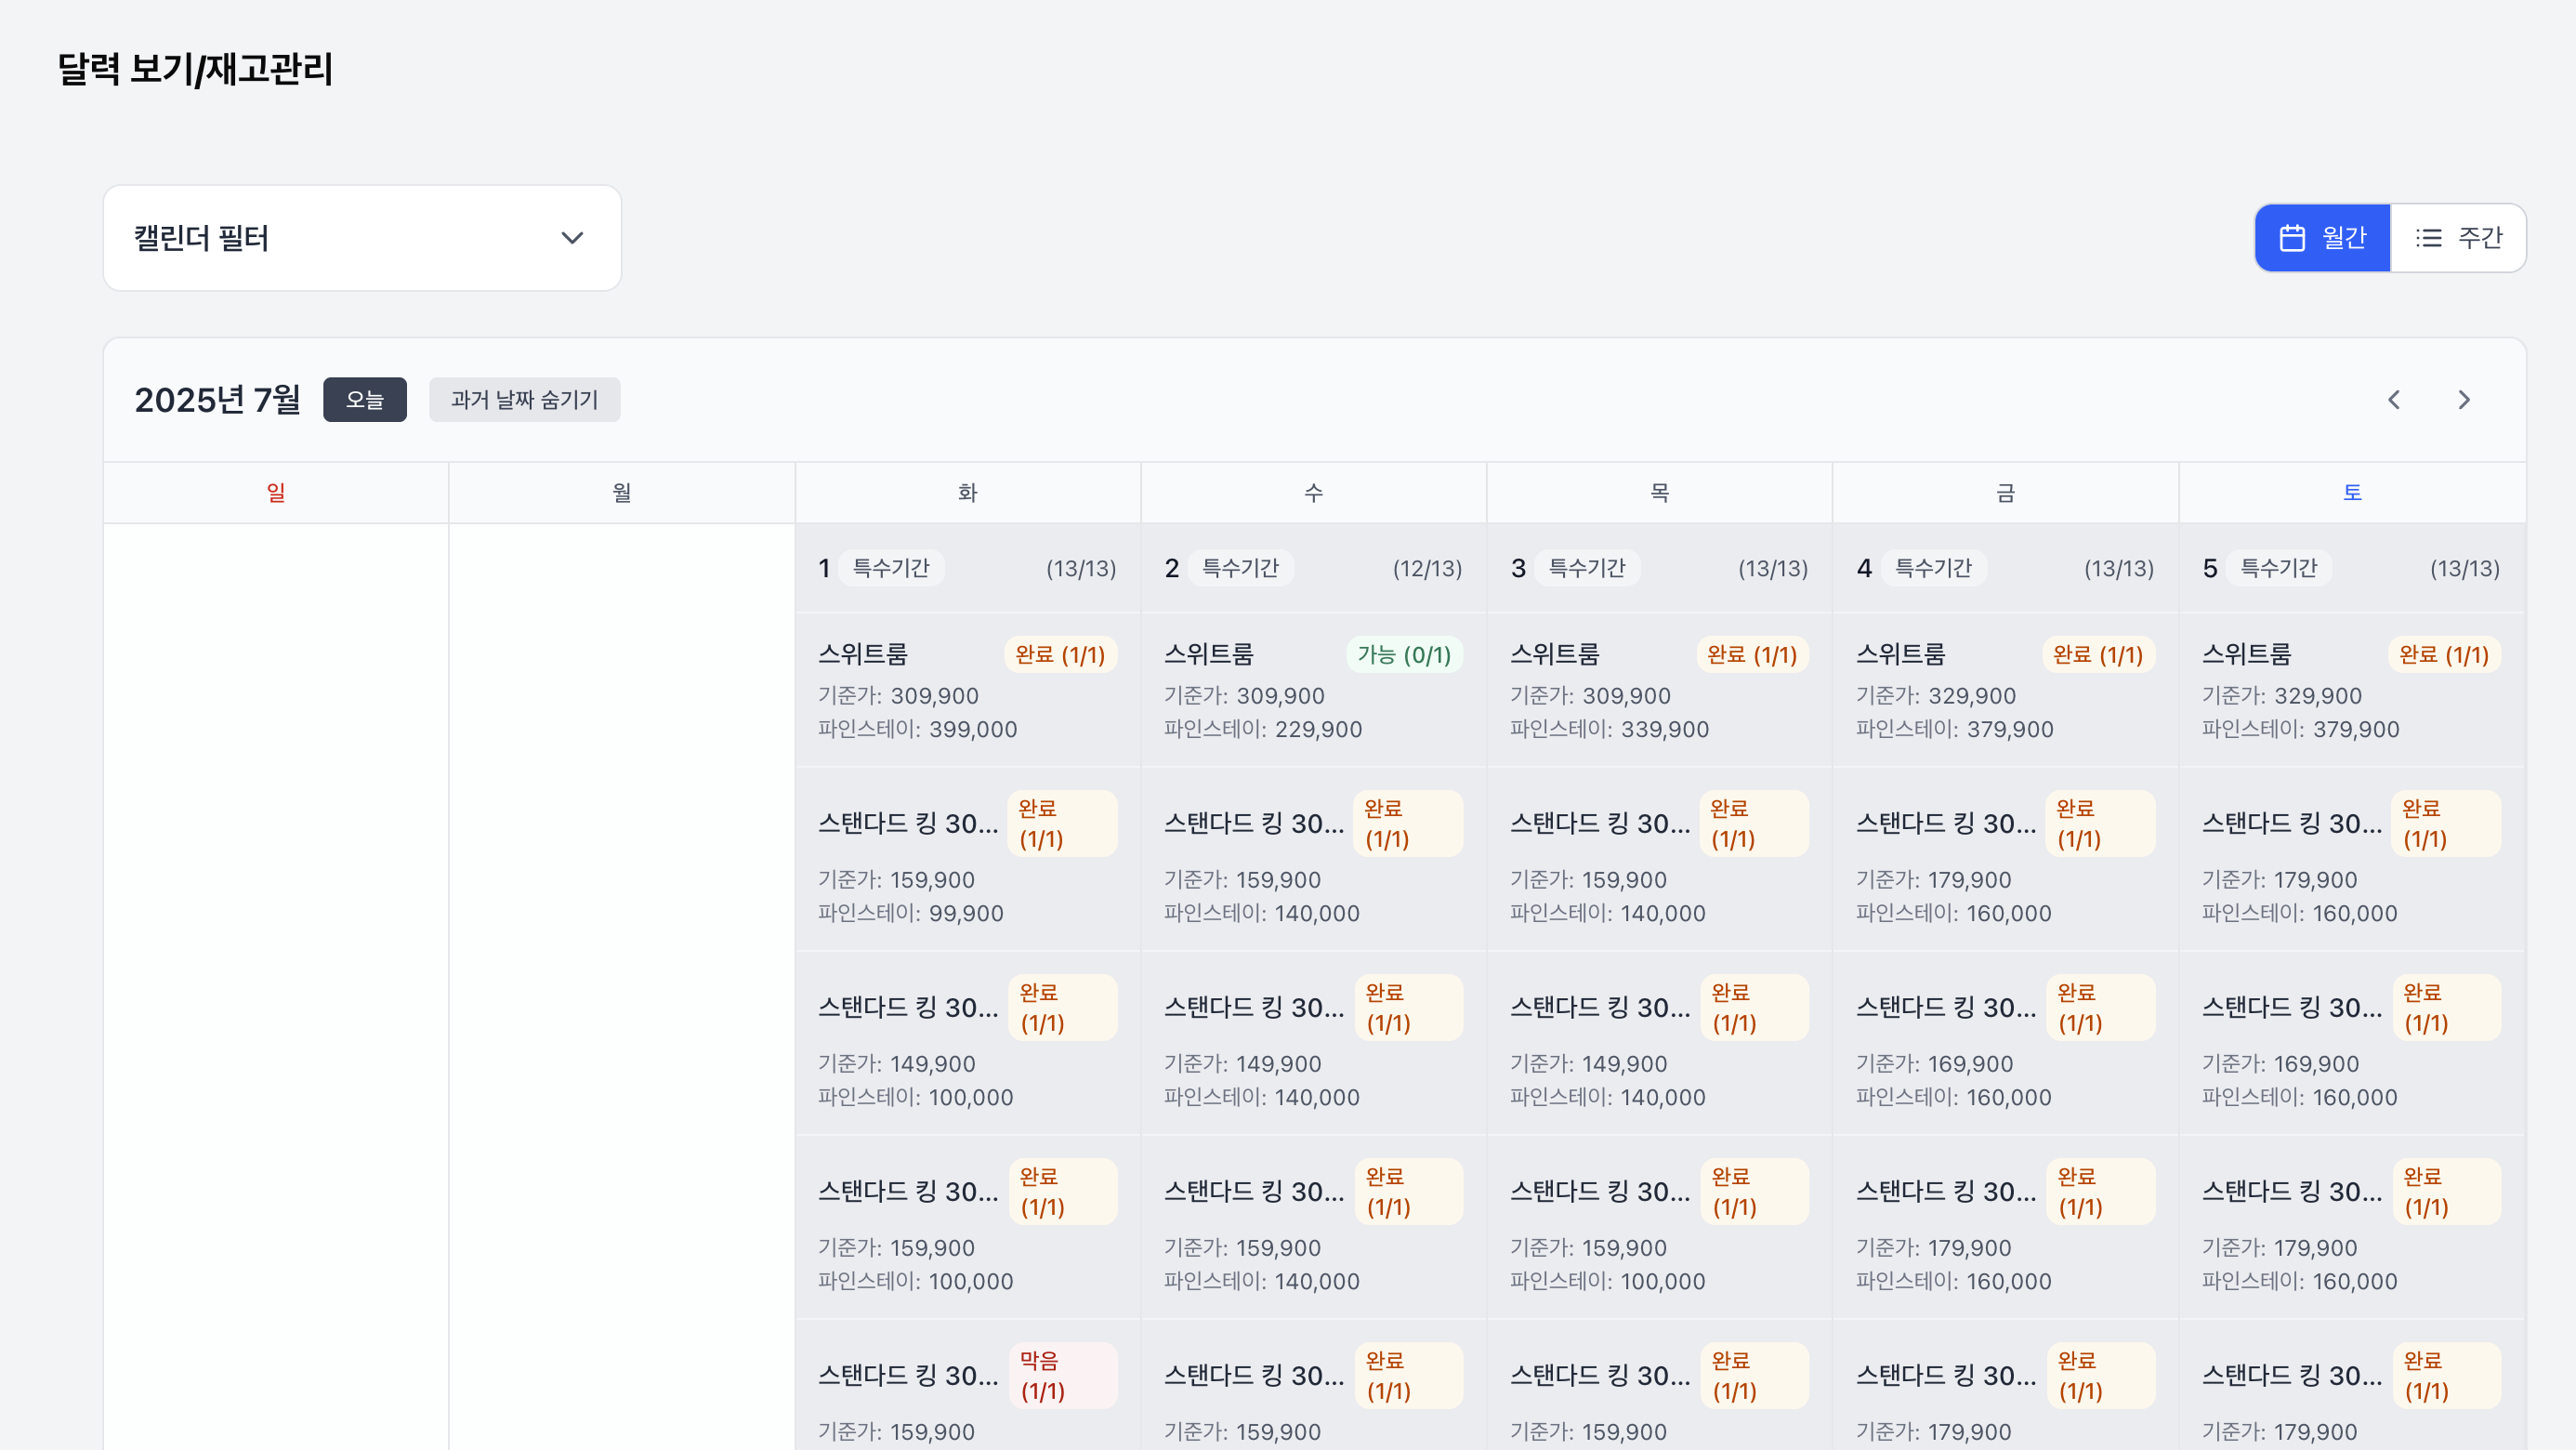 달력 보기/재고관리
캘린더 필터
월간 주간
2025년 7월 오늘 과거 날짜 숨기기
일 월 화 수 목 금 토
1 특수기간 (13/13) 2 특수기간 (12/13) 3 특수기간 (13/13) 4 특수기간 (13/13) 5 특수기간 (13/13)
스위트룸 완료 (1/1) 스위트룸 가능 (0/1) 스위트룸 완료 (1/1) 스위트룸 완료 (1/1) 스위트룸 완료 (1/1)
기준가: 309,900 기준가: 309,900 기준가: 309,900 기준가: 329,900 기준가: 329,900
파인스테이: 399,000 파인스테이: 229,900 파인스테이: 339,900 파인스테이: 379,900 파인스테이: 379,900
스탠다드 킹 30... 완료 (1/1) 스탠다드 킹 30... 완료 (1/1) 스탠다드 킹 30... 완료 (1/1) 스탠다드 킹 30... 완료 (1/1) 스탠다드 킹 30... 완료 (1/1)
기준가: 159,900 기준가: 159,900 기준가: 159,900 기준가: 179,900 기준가: 179,900
파인스테이: 99,900 파인스테이: 140,000 파인스테이: 140,000 파인스테이: 160,000 파인스테이: 160,000
스탠다드 킹 30... 완료 (1/1) 스탠다드 킹 30... 완료 (1/1) 스탠다드 킹 30... 완료 (1/1) 스탠다드 킹 30... 완료 (1/1) 스탠다드 킹 30... 완료 (1/1)
기준가: 149,900 기준가: 149,900 기준가: 149,900 기준가: 169,900 기준가: 169,900
파인스테이: 100,000 파인스테이: 140,000 파인스테이: 140,000 파인스테이: 160,000 파인스테이: 160,000
스탠다드 킹 30... 완료 (1/1) 스탠다드 킹 30... 완료 (1/1) 스탠다드 킹 30... 완료 (1/1) 스탠다드 킹 30... 완료 (1/1) 스탠다드 킹 30... 완료 (1/1)
기준가: 159,900 기준가: 159,900 기준가: 159,900 기준가: 179,900 기준가: 179,900
파인스테이: 100,000 파인스테이: 140,000 파인스테이: 100,000 파인스테이: 160,000 파인스테이: 160,000
스탠다드 킹 30... 막음 (1/1) 스탠다드 킹 30... 완료 (1/1) 스탠다드 킹 30... 완료 (1/1) 스탠다드 킹 30... 완료 (1/1) 스탠다드 킹 30... 완료 (1/1)
기준가: 159,900 기준가: 159,900 기준가: 159,900 기준가: 179,900 기준가: 179,900